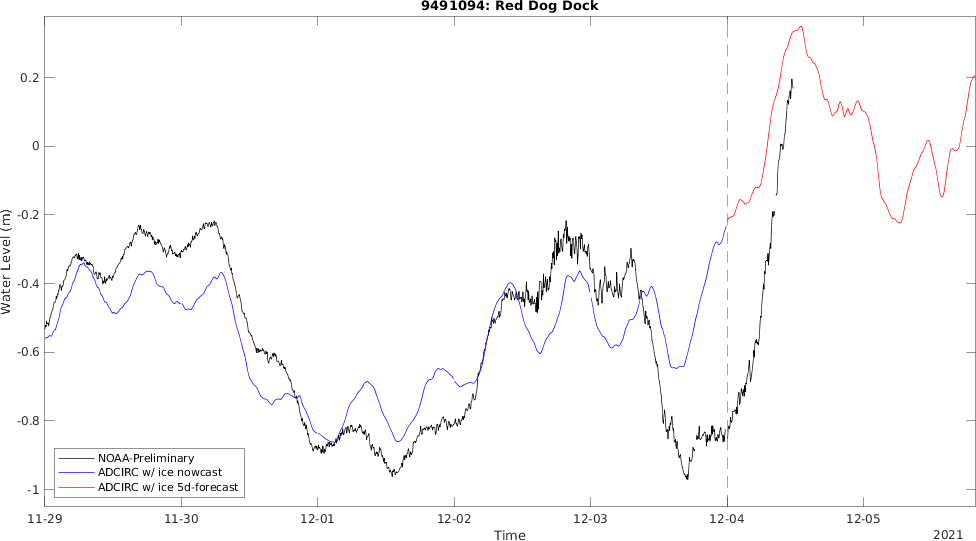 9491094: Red Dog Dock
Water Level (m)
0.2
0
-0.2
-0.4
-0.6
-0.8
-1
NOAA-Preliminary
ADCIRC w/ ice nowcast
ADCIRC w/ ice 5d-forecast
11-29 11-30 12-01 12-02 12-03 12-04 12-05
Time
2021